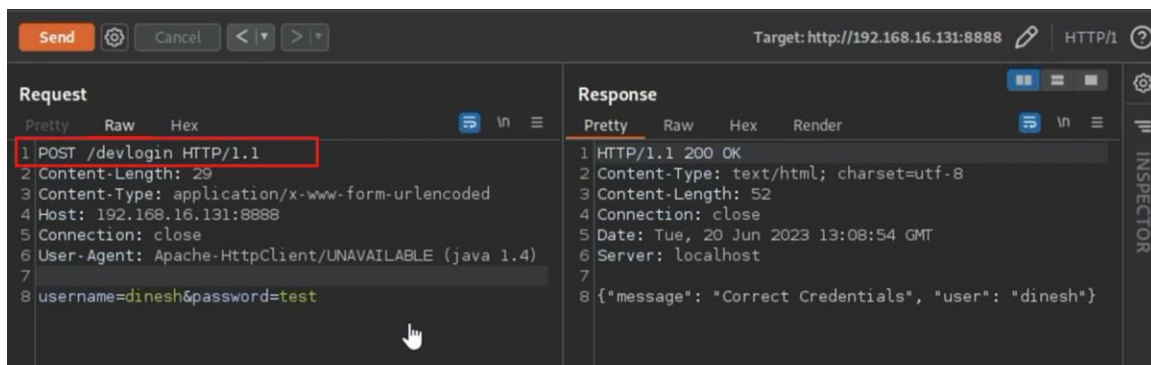 Send
Cancel
Target: http://192.168.16.131:8888
HTTP/1
Request
Pretty Raw Hex
\n
1 POST /devlogin HTTP/1.1
2 Content-Length: 29
3 Content-Type: application/x-www-form-urlencoded
4 Host: 192.168.16.131:8888
5 Connection: close
6 User-Agent: Apache-HttpClient/UNAVAILABLE (java 1.4)
7
8 username=dinesh&password=test
Response
Pretty Raw Hex Render
\n
1 HTTP/1.1 200 OK
2 Content-Type: text/html; charset=utf-8
3 Content-Length: 52
4 Connection: close
5 Date: Tue, 20 Jun 2023 13:08:54 GMT
6 Server: localhost
7
8 {"message": "Correct Credentials", "user": "dinesh"}
INSPECTOR